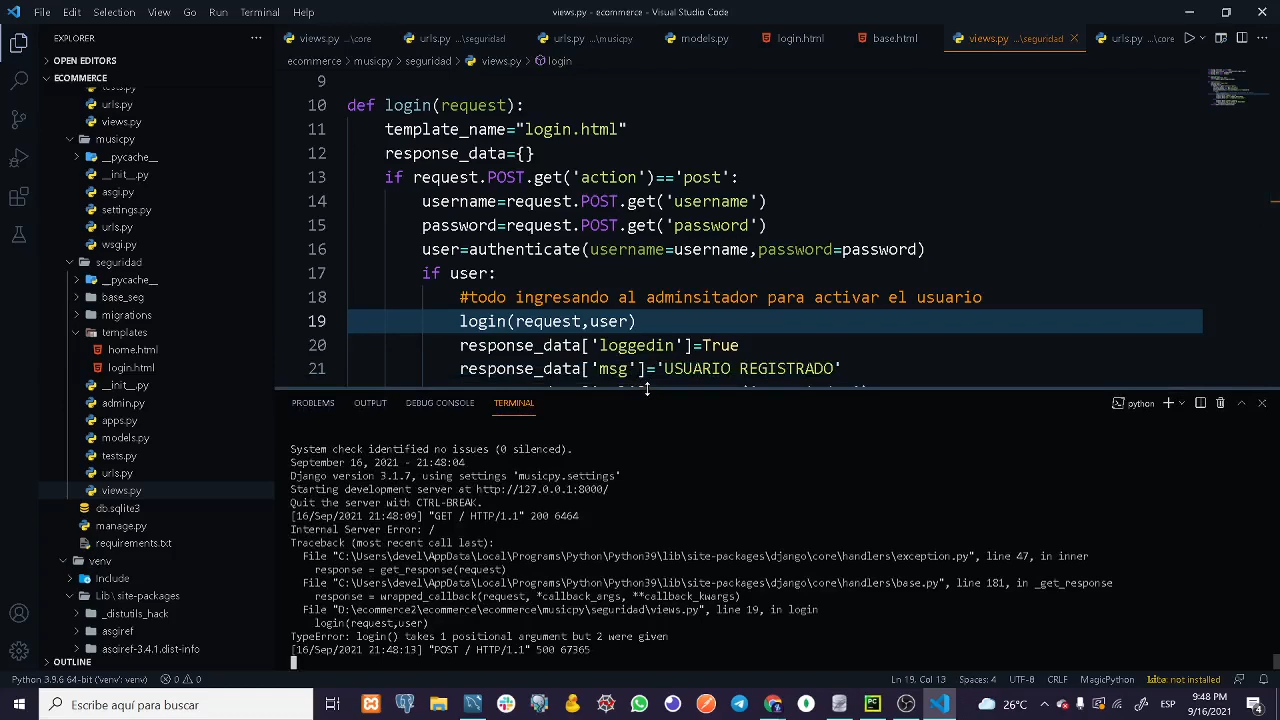 File Edit Selection View Go Run Terminal Help
views.py - ecommerce - Visual Studio Code
EXPLORER
views.py ...\core
urls.py ...\seguridad
urls.py ...\musicpy
models.py
login.html
base.html
views.py ...\seguridad
urls.py ...\core
OPEN EDITORS
ECOMMERCE
ecommerce > musicpy > seguridad > views.py > login
tests.py
urls.py
views.py
musicpy
__pycache__
__init__.py
asgi.py
settings.py
urls.py
wsgi.py
seguridad
__pycache__
base_seg
migrations
templates
home.html
login.html
__init__.py
admin.py
apps.py
models.py
tests.py
urls.py
views.py
db.sqlite3
manage.py
requirements.txt
venv
Include
Lib \ site-packages
_distutils_hack
asgiref
asgiref-3.4.1.dist-info
OUTLINE
9
10 def login(request):
11 template_name="login.html"
12 response_data={}
13 if request.POST.get('action')=='post':
14 username=request.POST.get('username')
15 password=request.POST.get('password')
16 user=authenticate(username=username,password=password)
17 if user:
18 #todo ingresando al adminsitador para activar el usuario
19 login(request,user)
20 response_data['loggedin']=True
21 response_data['msg']='USUARIO REGISTRADO'
PROBLEMS OUTPUT DEBUG CONSOLE TERMINAL
python
System check identified no issues (0 silenced).
September 16, 2021 - 21:48:04
Django version 3.1.7, using settings 'musicpy.settings'
Starting development server at http://127.0.0.1:8000/
Quit the server with CTRL-BREAK.
[16/Sep/2021 21:48:09] "GET / HTTP/1.1" 200 6464
Internal Server Error: /
Traceback (most recent call last):
File "C:\Users\devel\AppData\Local\Programs\Python\Python39\lib\site-packages\django\core\handlers\exception.py", line 47, in inner
response = get_response(request)
File "C:\Users\devel\AppData\Local\Programs\Python\Python39\lib\site-packages\django\core\handlers\base.py", line 181, in _get_response
response = wrapped_callback(request, *callback_args, **callback_kwargs)
File "D:\ecommerce2\ecommerce\ecommerce\musicpy\seguridad\views.py", line 19, in login
login(request,user)
TypeError: login() takes 1 positional argument but 2 were given
[16/Sep/2021 21:48:13] "POST / HTTP/1.1" 500 67365
Python 3.9.6 64-bit ('venv': venv) 0 0
Ln 19, Col 13 Spaces: 4 UTF-8 CRLF MagicPython not installed
Escribe aquí para buscar
26°C
ESP
9:48 PM
9/16/2021